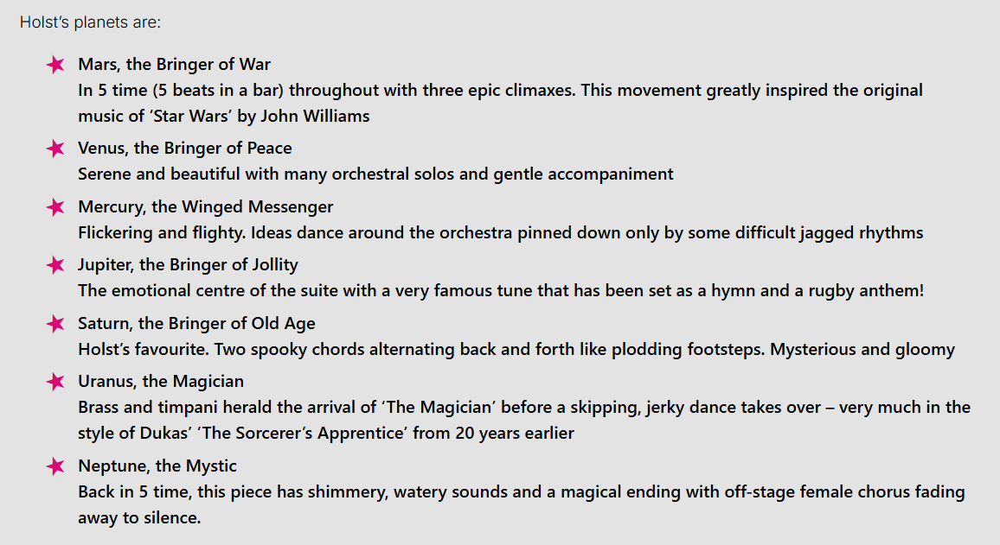 Holst’s planets are:
Mars, the Bringer of War
In 5 time (5 beats in a bar) throughout with three epic climaxes. This movement greatly inspired the original
music of ‘Star Wars’ by John Williams
Venus, the Bringer of Peace
Serene and beautiful with many orchestral solos and gentle accompaniment
Mercury, the Winged Messenger
Flickering and flighty. Ideas dance around the orchestra pinned down only by some difficult jagged rhythms
Jupiter, the Bringer of Jollity
The emotional centre of the suite with a very famous tune that has been set as a hymn and a rugby anthem!
Saturn, the Bringer of Old Age
Holst’s favourite. Two spooky chords alternating back and forth like plodding footsteps. Mysterious and gloomy
Uranus, the Magician
Brass and timpani herald the arrival of ‘The Magician’ before a skipping, jerky dance takes over – very much in the
style of Dukas’ ‘The Sorcerer’s Apprentice’ from 20 years earlier
Neptune, the Mystic
Back in 5 time, this piece has shimmery, watery sounds and a magical ending with off-stage female chorus fading
away to silence.